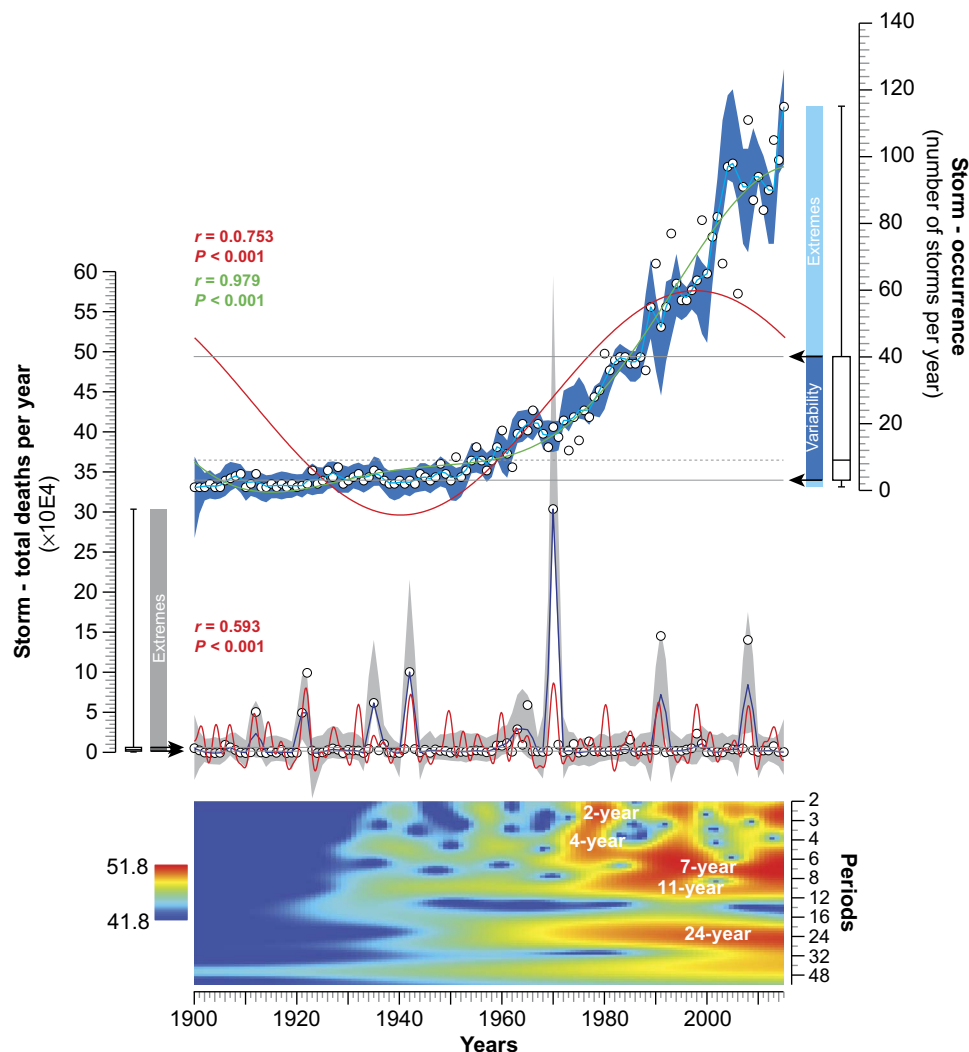 140
120
100
80
60
40
20
0
Storm - occurrence
(number of storms per year)
Extremes
Variability
r = 0.0.753
P < 0.001
r = 0.979
P < 0.001
60
55
50
45
40
35
30
25
20
15
10
5
0
Storm - total deaths per year
(×10E4)
Extremes
r = 0.593
P < 0.001
51.8
41.8
2-year
4-year
7-year
11-year
24-year
2
3
4
6
8
12
16
24
32
48
Periods
1900 1920 1940 1960 1980 2000
Years